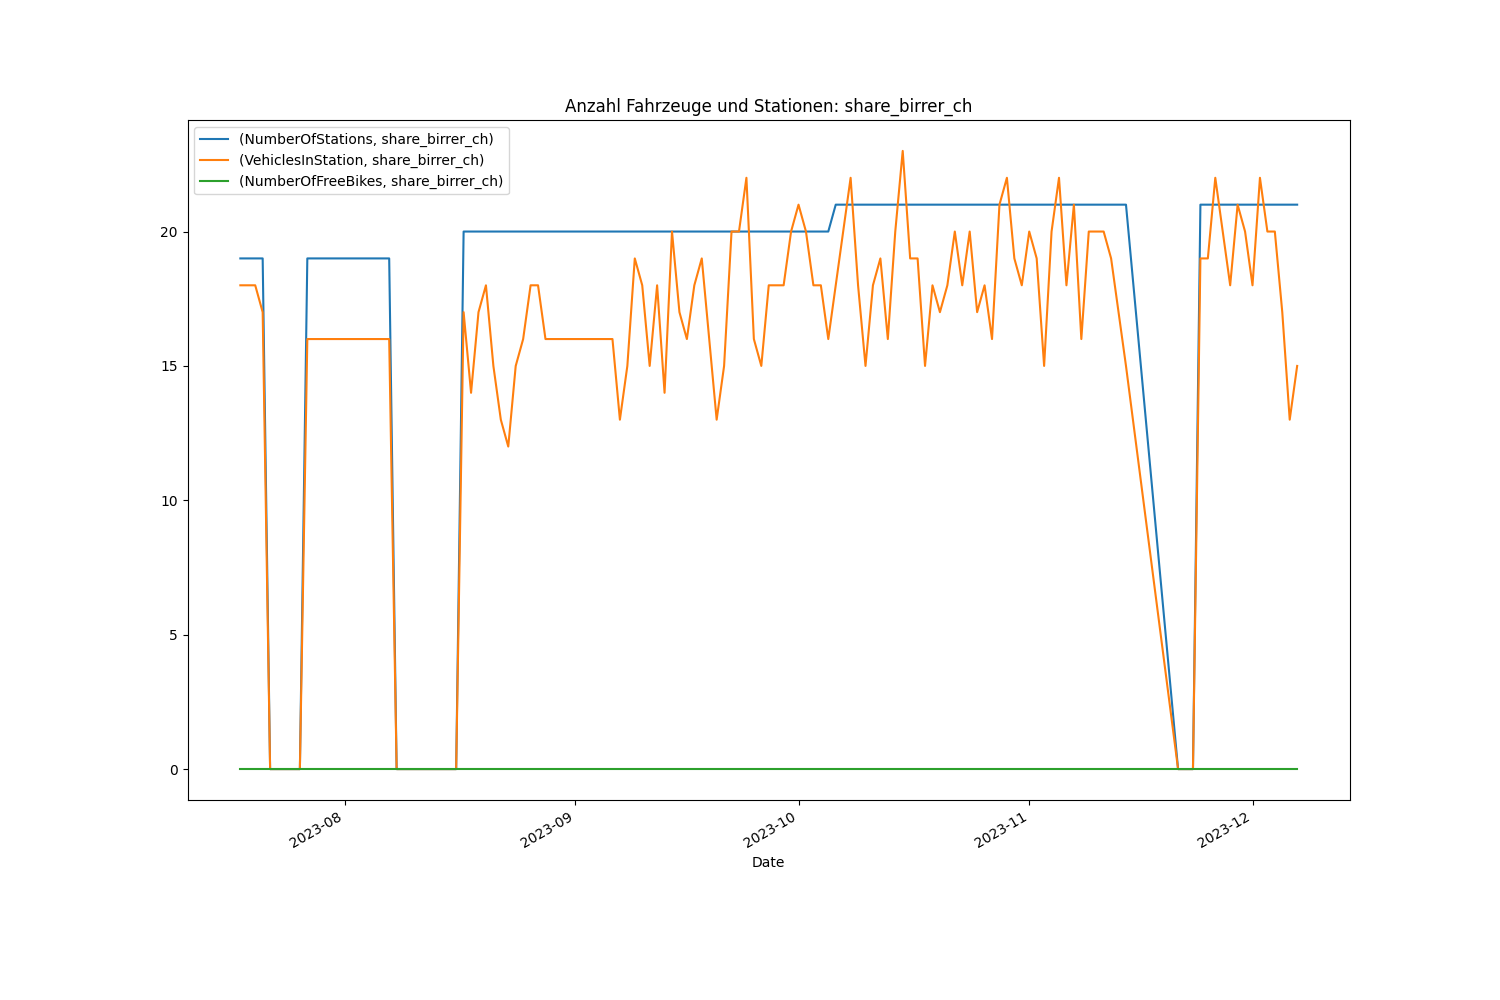 Anzahl Fahrzeuge und Stationen: share_birrer_ch
(NumberOfStations, share_birrer_ch)
(VehiclesInStation, share_birrer_ch)
(NumberOfFreeBikes, share_birrer_ch)
20
15
10
5
0
2023-08
2023-09
2023-10
2023-11
2023-12
Date